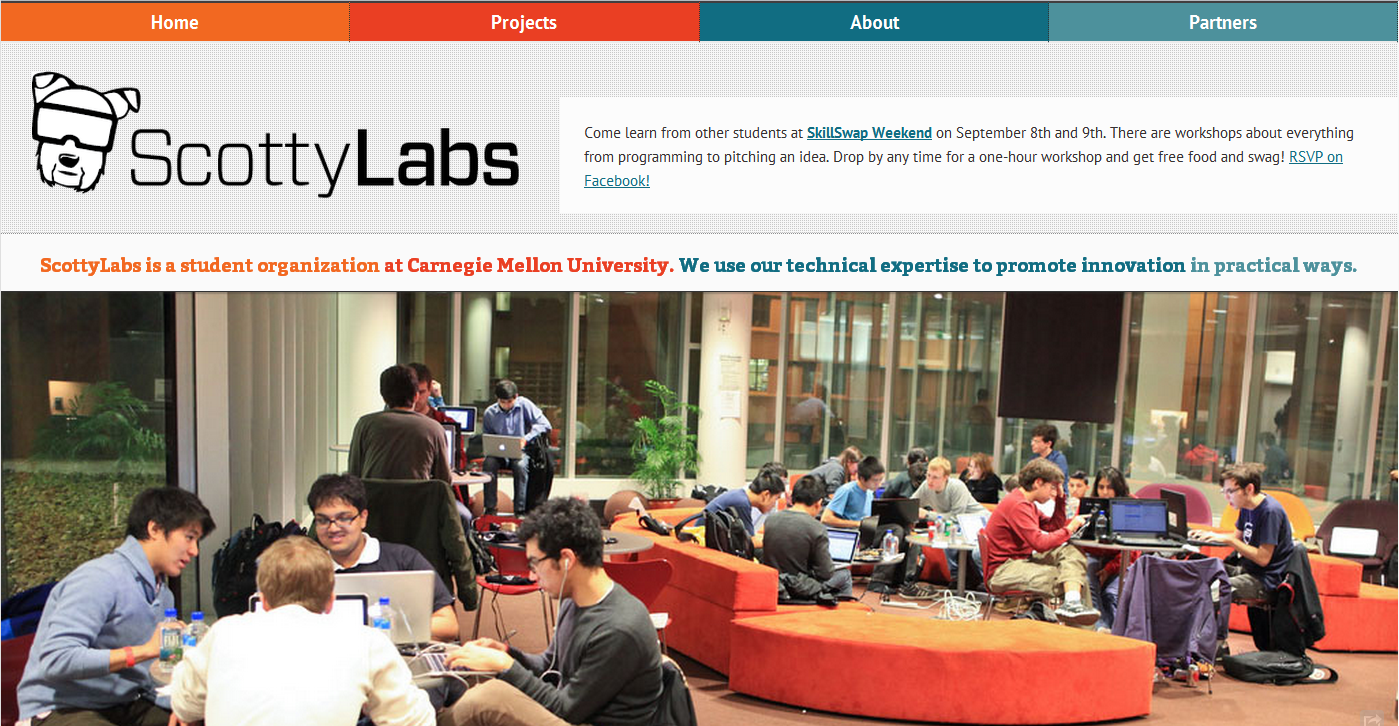 Home Projects About Partners
ScottyLabs
Come learn from other students at SkillSwap Weekend on September 8th and 9th. There are workshops about everything
from programming to pitching an idea. Drop by any time for a one-hour workshop and get free food and swag! RSVP on
Facebook!
ScottyLabs is a student organization at Carnegie Mellon University. We use our technical expertise to promote innovation in practical ways.
FIJI